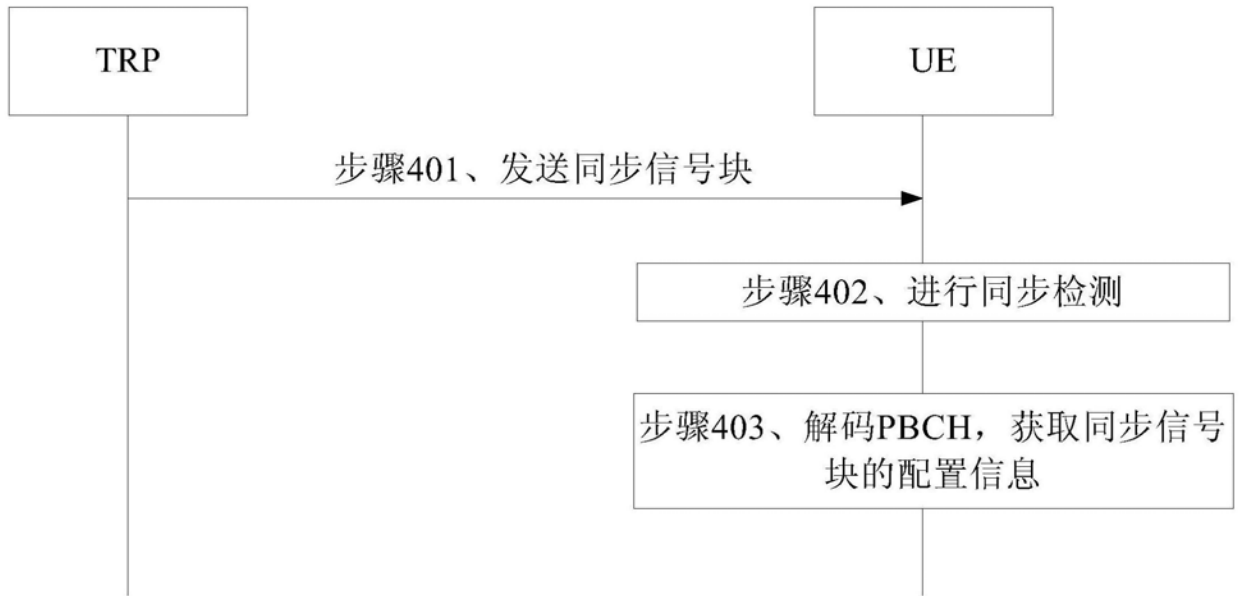 TRP
UE
步骤401、发送同步信号块
步骤402、进行同步检测
步骤403、解码PBCH，获取同步信号
块的配置信息